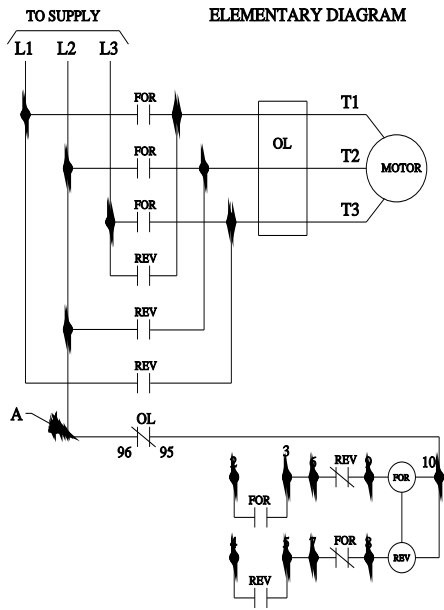 TO SUPPLY ELEMENTARY DIAGRAM
L1 L2 L3
FOR T1
OL
FOR T2 MOTOR
FOR T3
REV
REV
REV
A OL
96 95
2 3 6 REV 9 FOR 10
FOR
4 5 7 FOR 8 REV
REV